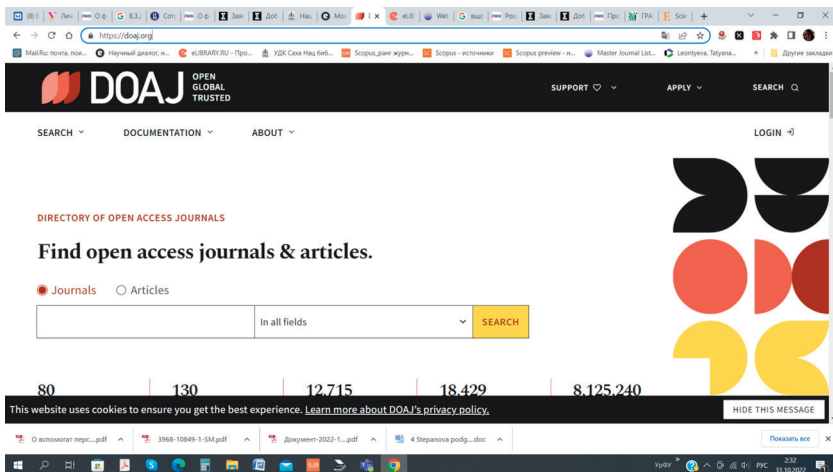 https://doaj.org
Mail.Ru: почта, пои...
Научный диалог, н...
eLIBRARY.RU - Про...
УДК Саха Нац биб...
Scopus_ранг журн...
Scopus - источники
Scopus preview - н...
Master Journal List...
Leontyeva, Tatyana...
»
Другие закладки
DOAJ
OPEN
GLOBAL
TRUSTED
SUPPORT
APPLY
SEARCH
SEARCH
DOCUMENTATION
ABOUT
LOGIN
DIRECTORY OF OPEN ACCESS JOURNALS
Find open access journals & articles.
Journals
Articles
In all fields
SEARCH
80
130
12,715
18,429
8,125,240
This website uses cookies to ensure you get the best experience. Learn more about DOAJ's privacy policy.
HIDE THIS MESSAGE
О вспомогат перс....pdf
3968-10849-1-SM.pdf
Документ-2022-1....pdf
4 Stepanova podg....doc
Показать все
УрФУ
РУС
2:32
31.10.2022